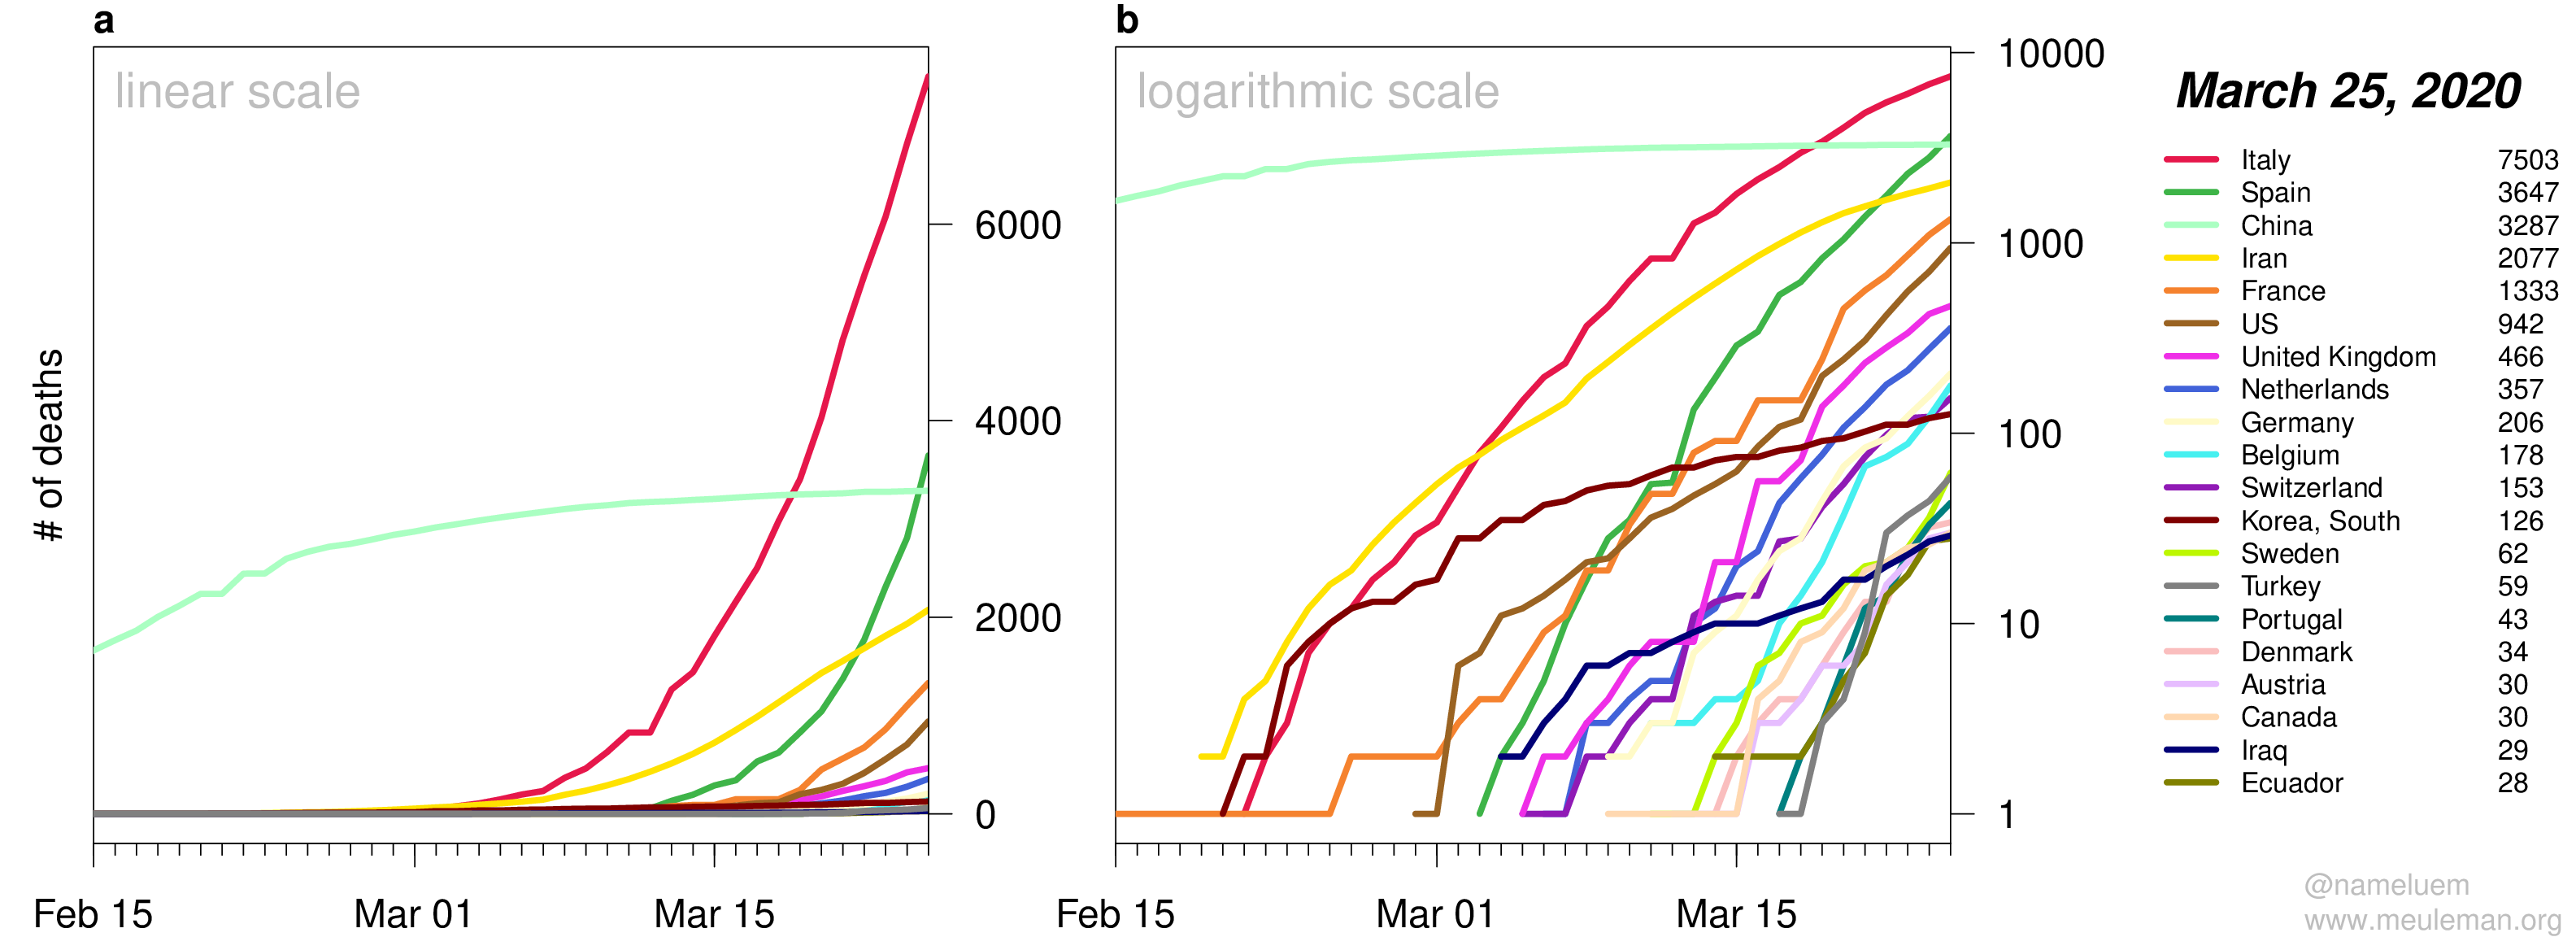 a
linear scale
# of deaths
6000
4000
2000
0
Feb 15
Mar 01
Mar 15
b
logarithmic scale
10000
1000
100
10
1
Feb 15
Mar 01
Mar 15
March 25, 2020
Italy 7503
Spain 3647
China 3287
Iran 2077
France 1333
US 942
United Kingdom 466
Netherlands 357
Germany 206
Belgium 178
Switzerland 153
Korea, South 126
Sweden 62
Turkey 59
Portugal 43
Denmark 34
Austria 30
Canada 30
Iraq 29
Ecuador 28
@nameluem
www.meuleman.org